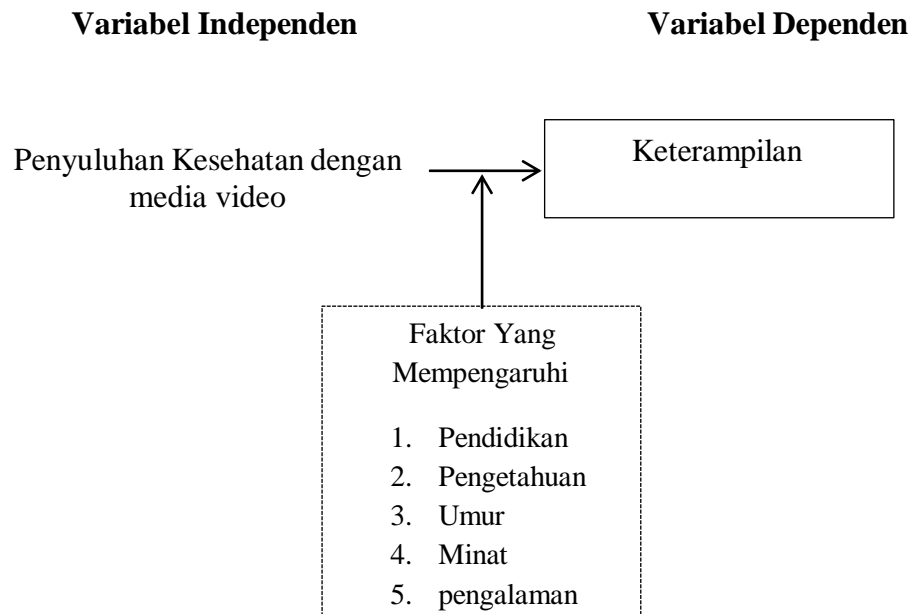 Variabel Independen
Variabel Dependen
Penyuluhan Kesehatan dengan
media video
Keterampilan
Faktor Yang
Mempengaruhi
1. Pendidikan
2. Pengetahuan
3. Umur
4. Minat
5. pengalaman